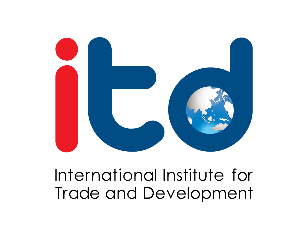 itd
International Institute for
Trade and Development